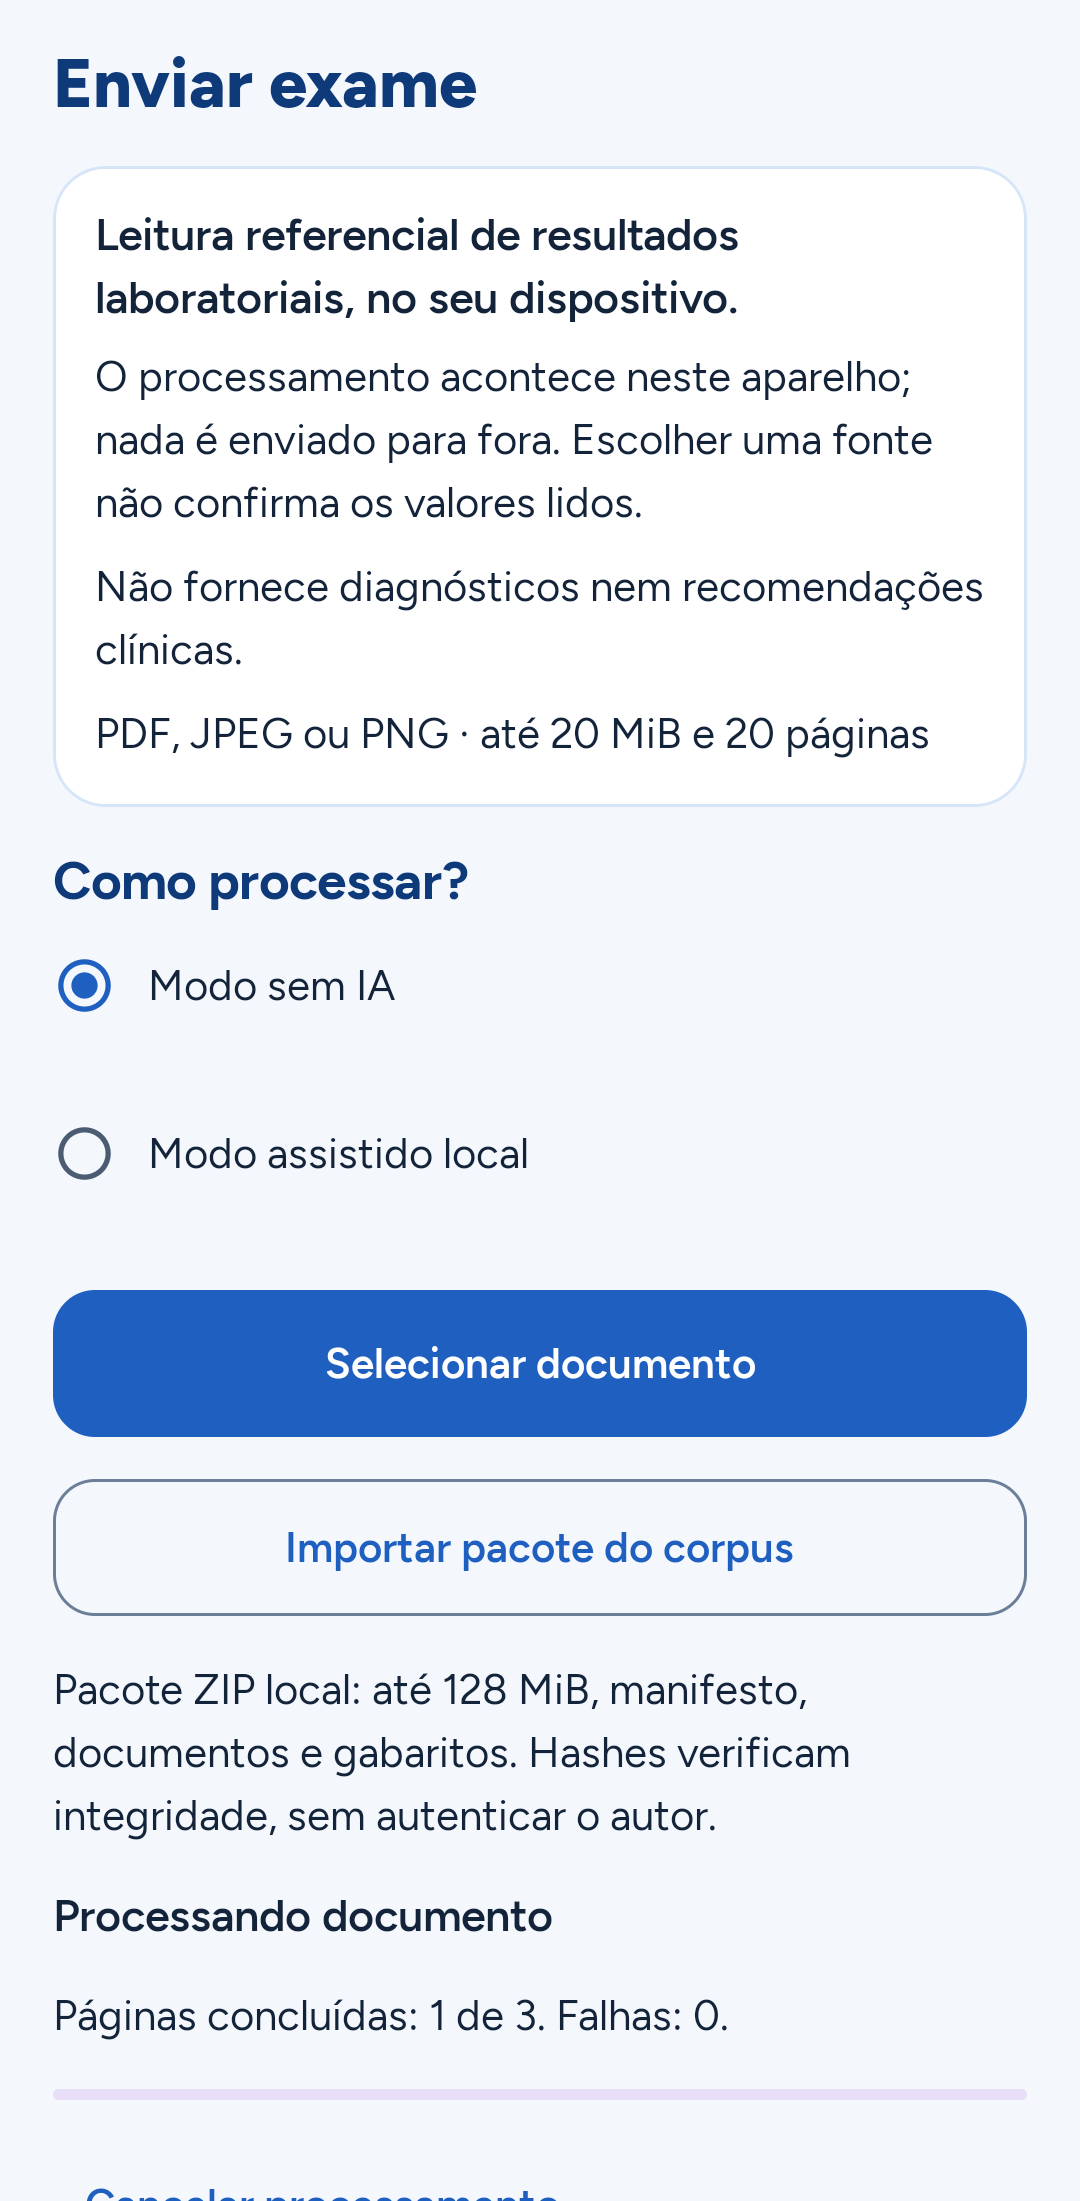 Enviar exame
Leitura referencial de resultados
laboratoriais, no seu dispositivo.
O processamento acontece neste aparelho;
nada é enviado para fora. Escolher uma fonte
não confirma os valores lidos.
Não fornece diagnósticos nem recomendações
clínicas.
PDF, JPEG ou PNG · até 20 MiB e 20 páginas
Como processar?
Modo sem IA
Modo assistido local
Selecionar documento
Importar pacote do corpus
Pacote ZIP local: até 128 MiB, manifesto,
documentos e gabaritos. Hashes verificam
integridade, sem autenticar o autor.
Processando documento
Páginas concluídas: 1 de 3. Falhas: 0.
Cancelar processamento